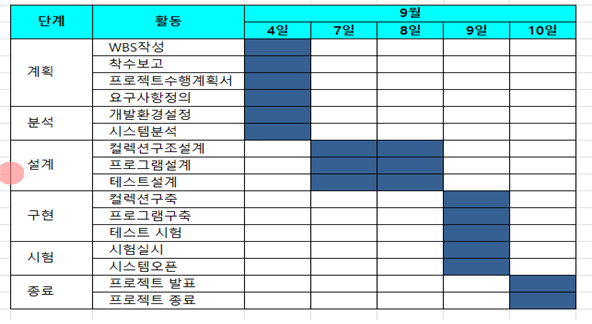 단계 활동 9월
4일 7일 8일 9일 10일
계획 WBS작성
착수보고
프로젝트수행계획서
요구사항정의
분석 개발환경설정
시스템분석
설계 컬렉션구조설계
프로그램설계
테스트설계
구현 컬렉션구축
프로그램구축
테스트 시험
시험 시험실시
시스템오픈
종료 프로젝트 발표
프로젝트 종료